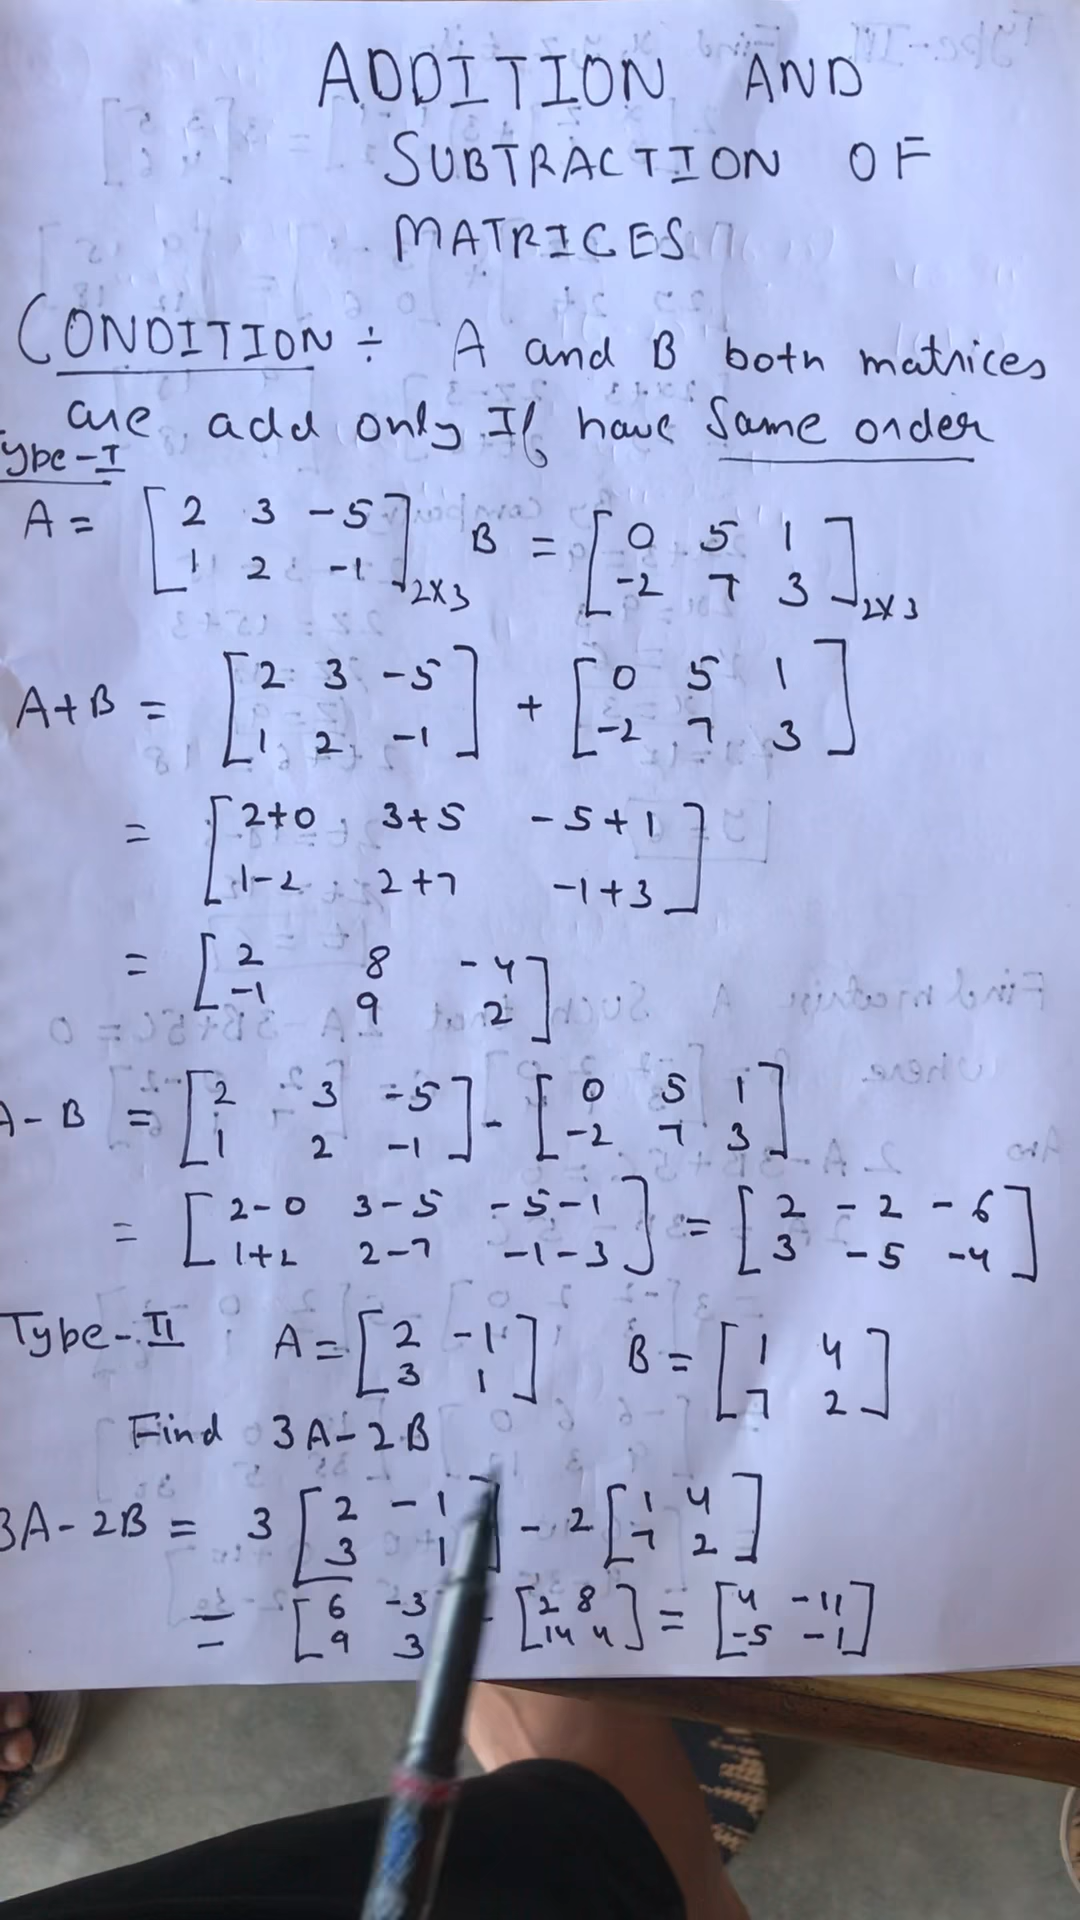 ADDITION AND
SUBTRACTION OF
MATRICES
CONDITION ÷ A and B both matrices
are add only If have Same order
Type-I
A = [2 3 -5
1 2 -1]2x3 B = [0 5 1
-2 7 3]2x3
A+B = [2 3 -5
1 2 -1] + [0 5 1
-2 7 3]
= [2+0 3+5 -5+1
1-2 2+7 -1+3]
= [2 8 -4
-1 9 2]
A-B = [2 3 -5
1 2 -1] - [0 5 1
-2 7 3]
= [2-0 3-5 -5-1
1+2 2-7 -1-3] = [2 -2 -6
3 -5 -4]
Type-II A = [2 -1
3 1] B = [1 4
7 2]
Find 3A-2B
3A-2B = 3 [2 -1
3 1] - 2 [1 4
7 2]
= [6 -3
9 3 - [2 8
14 4] = [4 -11
-5 -1]